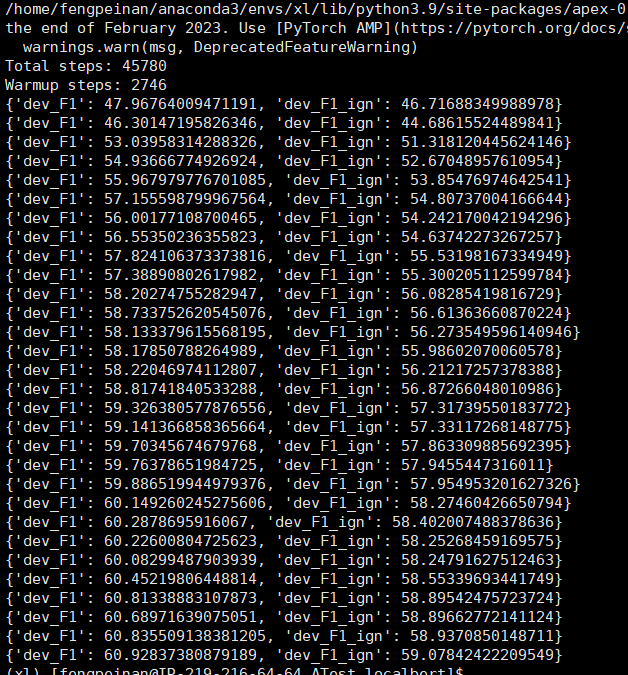 /home/fengpeinan/anaconda3/envs/xl/lib/python3.9/site-packages/apex-0
the end of February 2023. Use [PyTorch AMP](https://pytorch.org/docs/s
  warnings.warn(msg, DeprecatedFeatureWarning)
Total steps: 45780
Warmup steps: 2746
{'dev_F1': 47.96764009471191, 'dev_F1_ign': 46.71688349988978}
{'dev_F1': 46.30147195826346, 'dev_F1_ign': 44.68615524489841}
{'dev_F1': 53.03958314288326, 'dev_F1_ign': 51.318120445624146}
{'dev_F1': 54.93666774926924, 'dev_F1_ign': 52.67048957610954}
{'dev_F1': 55.967979776701085, 'dev_F1_ign': 53.85476974642541}
{'dev_F1': 57.155598799967564, 'dev_F1_ign': 54.80737004166644}
{'dev_F1': 56.00177108700465, 'dev_F1_ign': 54.242170042194296}
{'dev_F1': 56.55350236355823, 'dev_F1_ign': 54.63742273267257}
{'dev_F1': 57.824106373373816, 'dev_F1_ign': 55.53198167334949}
{'dev_F1': 57.38890802617982, 'dev_F1_ign': 55.300205112599784}
{'dev_F1': 58.20274755282947, 'dev_F1_ign': 56.08285419816729}
{'dev_F1': 58.733752620545076, 'dev_F1_ign': 56.61363660870224}
{'dev_F1': 58.133379615568195, 'dev_F1_ign': 56.273549596140946}
{'dev_F1': 58.17850788264989, 'dev_F1_ign': 55.98602070060578}
{'dev_F1': 58.22046974112807, 'dev_F1_ign': 56.21217257378388}
{'dev_F1': 58.81741840533288, 'dev_F1_ign': 56.87266048010986}
{'dev_F1': 59.326380577876556, 'dev_F1_ign': 57.31739550183772}
{'dev_F1': 59.141366858365664, 'dev_F1_ign': 57.33117268148775}
{'dev_F1': 59.70345674679768, 'dev_F1_ign': 57.863309885692395}
{'dev_F1': 59.76378651984725, 'dev_F1_ign': 57.9455447316011}
{'dev_F1': 59.886519944979376, 'dev_F1_ign': 57.954953201627326}
{'dev_F1': 60.149260245275606, 'dev_F1_ign': 58.27460426650794}
{'dev_F1': 60.2878695916067, 'dev_F1_ign': 58.402007488378636}
{'dev_F1': 60.22600804725623, 'dev_F1_ign': 58.25268459169575}
{'dev_F1': 60.08299487903939, 'dev_F1_ign': 58.24791627512463}
{'dev_F1': 60.45219806448814, 'dev_F1_ign': 58.55339693441749}
{'dev_F1': 60.81338883107873, 'dev_F1_ign': 58.89542475723724}
{'dev_F1': 60.68971639075051, 'dev_F1_ign': 58.89662772141124}
{'dev_F1': 60.835509138381205, 'dev_F1_ign': 58.9370850148711}
{'dev_F1': 60.92837380879189, 'dev_F1_ign': 59.07842422209549}
(xl) [fengpeinan@IP-219-216-64-64 ATest_localbert]$